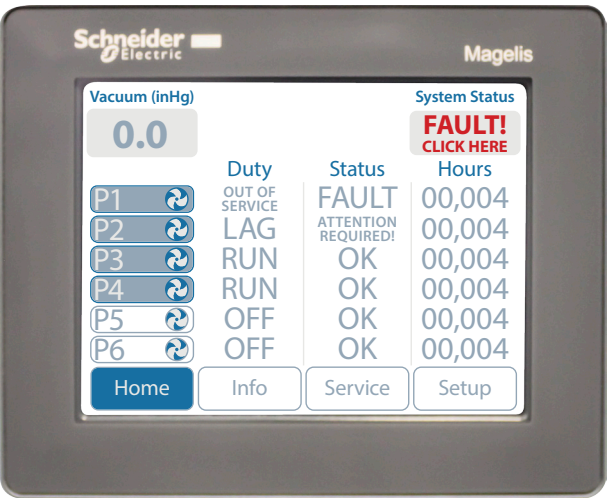 Schneider
Electric
Magelis
Vacuum (inHg)
System Status
0.0
FAULT!
CLICK HERE
Duty Status Hours
P1 OUT OF SERVICE FAULT 00,004
P2 LAG ATTENTION REQUIRED! 00,004
P3 RUN OK 00,004
P4 RUN OK 00,004
P5 OFF OK 00,004
P6 OFF OK 00,004
Home Info Service Setup